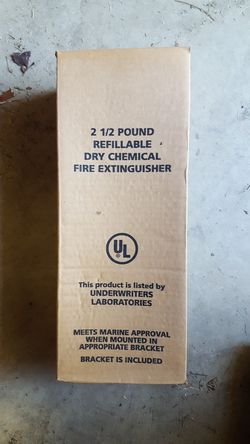 2 1/2 POUND
REFILLABLE
DRY CHEMICAL
FIRE EXTINGUISHER
UL
®
This product is listed by
UNDERWRITERS
LABORATORIES
MEETS MARINE APPROVAL
WHEN MOUNTED IN
APPROPRIATE BRACKET
BRACKET IS INCLUDED